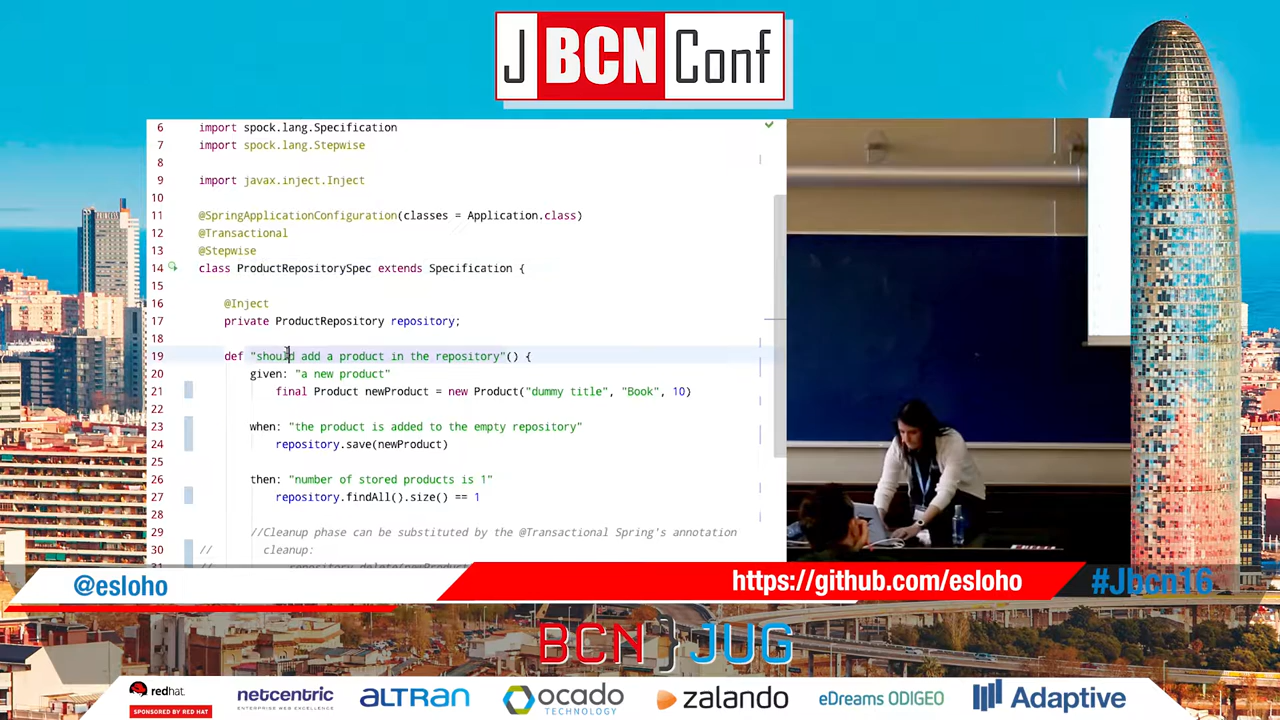 J BCN Conf
6 import spock.lang.Specification
7 import spock.lang.Stepwise
8
9 import javax.inject.Inject
10
11 @SpringApplicationConfiguration(classes = Application.class)
12 @Transactional
13 @Stepwise
14 class ProductRepositorySpec extends Specification {
15
16 @Inject
17 private ProductRepository repository;
18
19 def "should add a product in the repository"() {
20 given: "a new product"
21 final Product newProduct = new Product("dummy title", "Book", 10)
22
23 when: "the product is added to the empty repository"
24 repository.save(newProduct)
25
26 then: "number of stored products is 1"
27 repository.findAll().size() == 1
28
29 //Cleanup phase can be substituted by the @Transactional Spring's annotation
30 // cleanup:
@esloho
https://github.com/esloho
#Jbcn16
BCN JUG
redhat.
SPONSORED BY RED HAT
netcentric
ENTERPRISE WEB EXCELLENCE
ALTRAN
ocado
TECHNOLOGY
zalando
eDreams ODIGEO
Adaptive